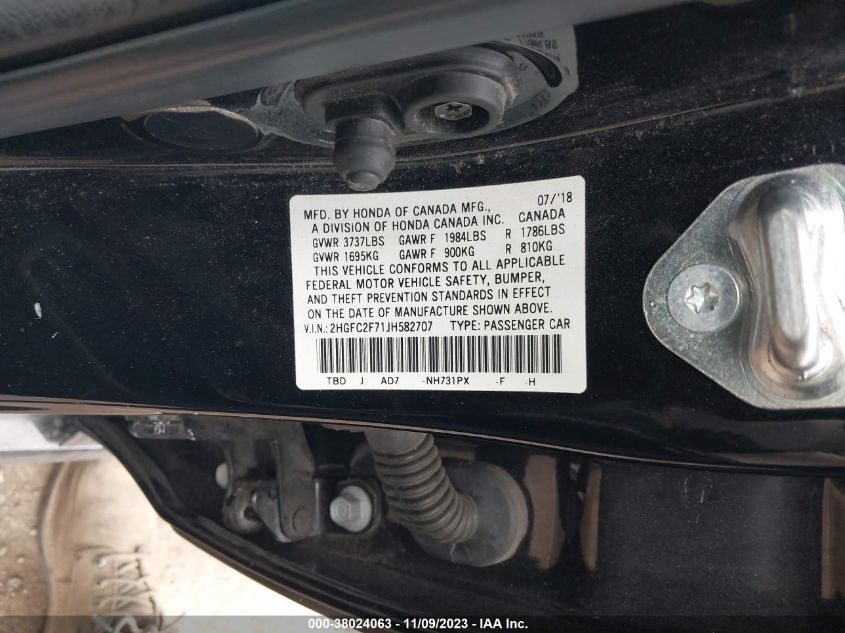 MFD. BY HONDA OF CANADA MFG., 07/'18
A DIVISION OF HONDA CANADA INC. CANADA
GVWR 3737LBS GAWR F 1984LBS R 1786LBS
GVWR 1695KG GAWR F 900KG R 810KG
THIS VEHICLE CONFORMS TO ALL APPLICABLE
FEDERAL MOTOR VEHICLE SAFETY, BUMPER,
AND THEFT PREVENTION STANDARDS IN EFFECT
ON THE DATE OF MANUFACTURE SHOWN ABOVE.
V.I.N.: 2HGFC2F71JH582707 TYPE: PASSENGER CAR
TBD J AD7 -NH731PX -F -H
000-38024063 - 11/09/2023 - IAA Inc.